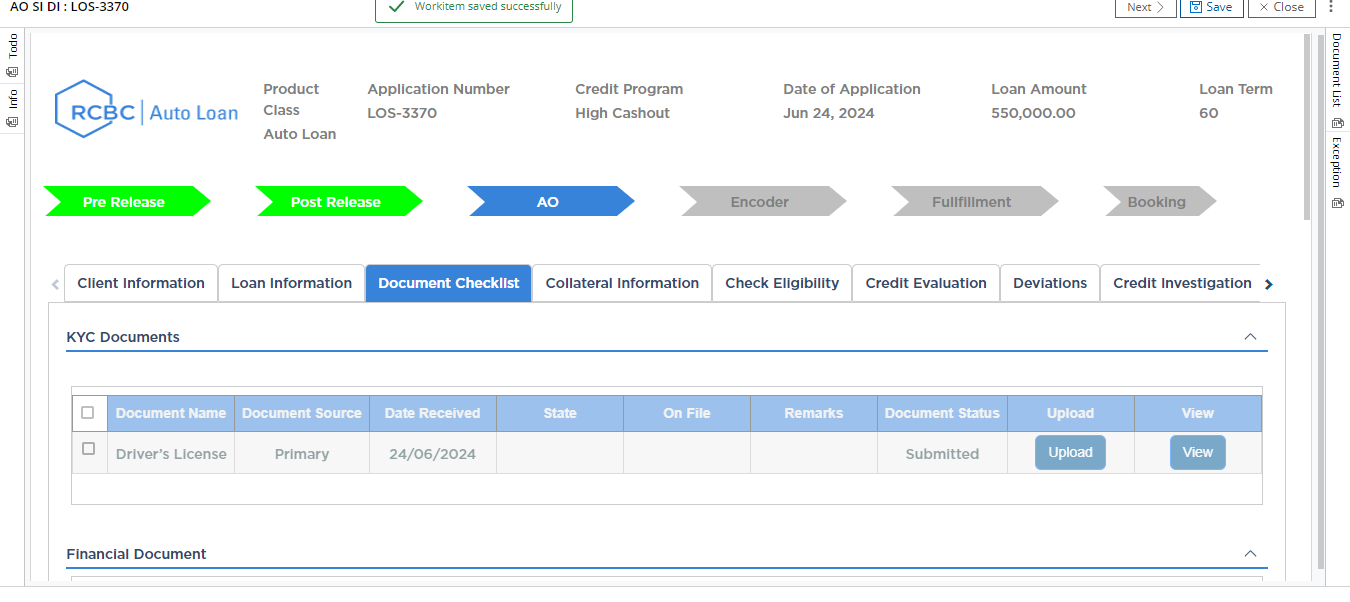 AO SI DI : LOS-3370
Workitem saved successfully
Next
Save
Close
Todo
Info
Document List
Exception
RCBC Auto Loan
Product Class
Auto Loan
Application Number
LOS-3370
Credit Program
High Cashout
Date of Application
Jun 24, 2024
Loan Amount
550,000.00
Loan Term
60
Pre Release
Post Release
AO
Encoder
Fullfillment
Booking
Client Information
Loan Information
Document Checklist
Collateral Information
Check Eligibility
Credit Evaluation
Deviations
Credit Investigation
KYC Documents
Document Name Document Source Date Received State On File Remarks Document Status Upload View
Driver's License Primary 24/06/2024 Submitted Upload View
Financial Document